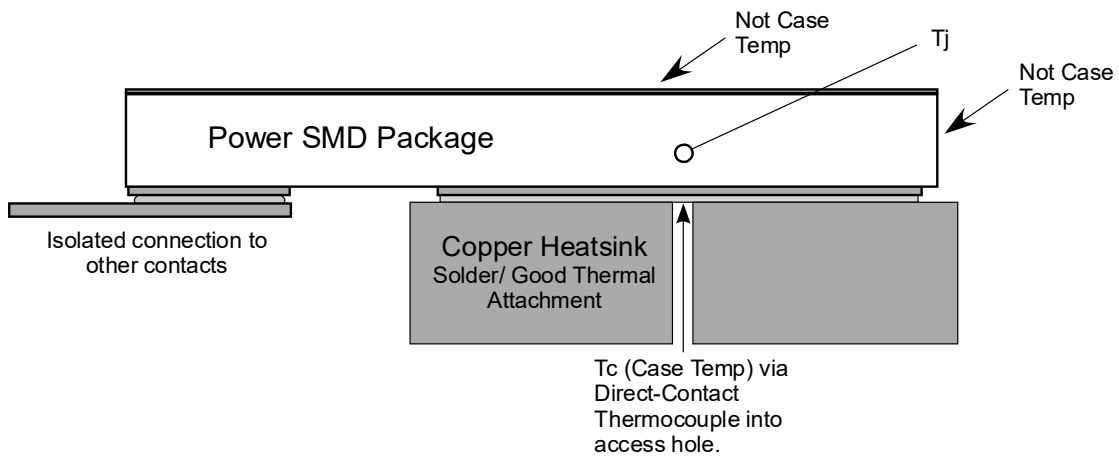 Not Case
Temp
Tj
Not Case
Temp
Power SMD Package
Isolated connection to
other contacts
Copper Heatsink
Solder/ Good Thermal
Attachment
Tc (Case Temp) via
Direct-Contact
Thermocouple into
access hole.